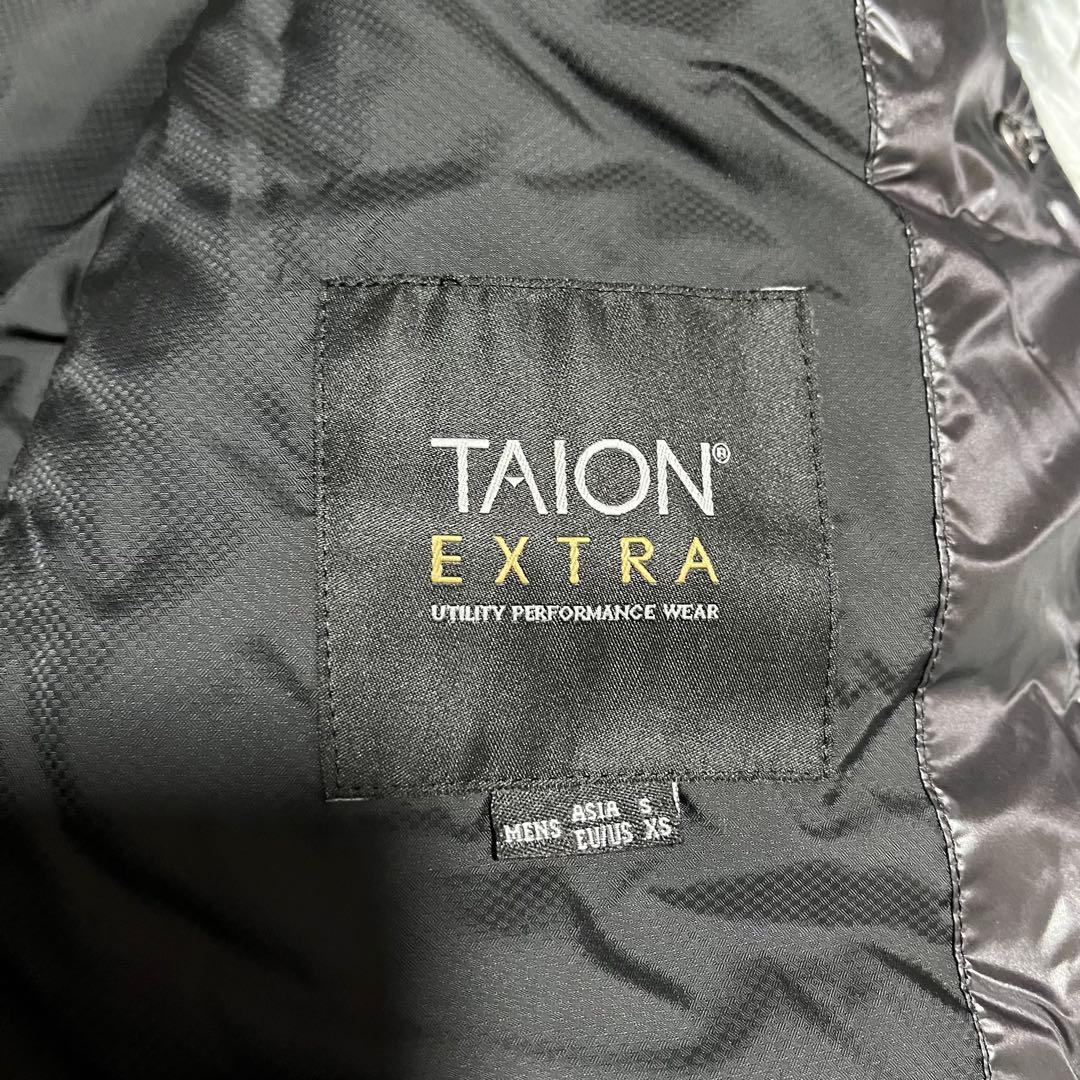 TAION®
EXTRA
UTILITY PERFORMANCE WEAR
MENS ASIA S
EU/US XS